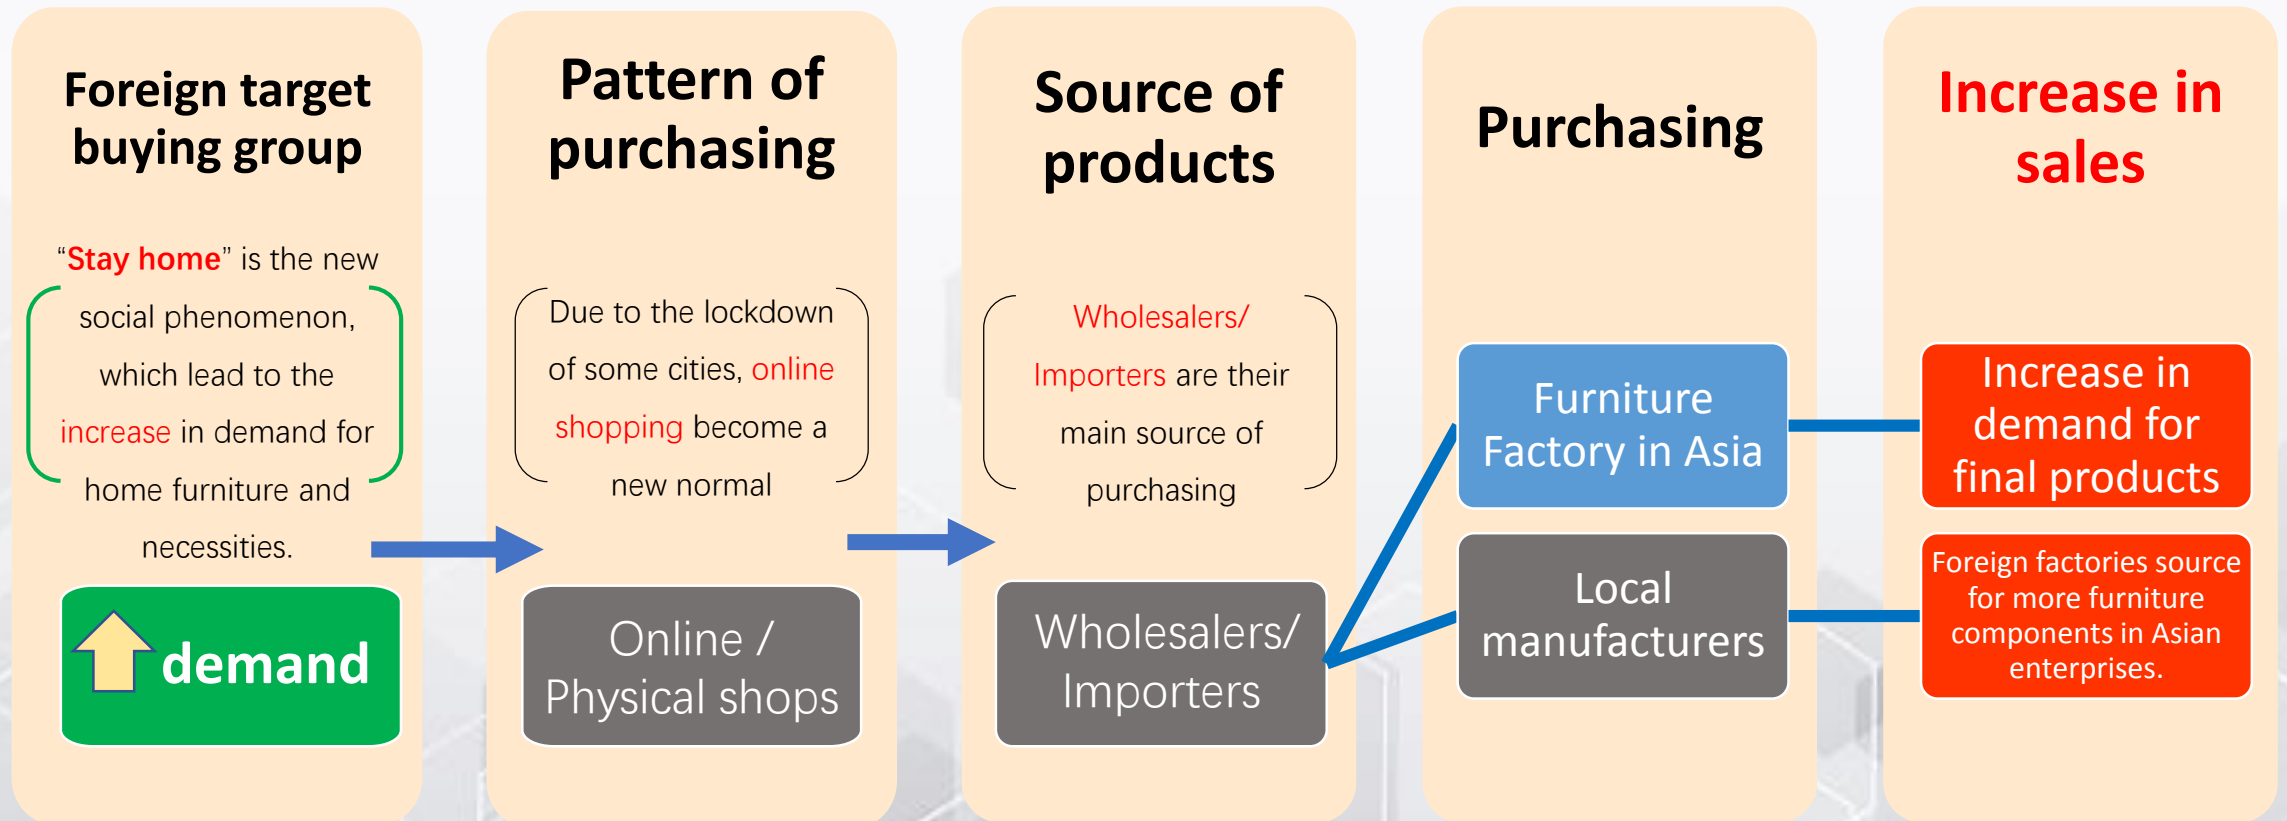 Foreign target
buying group
“Stay home” is the new
social phenomenon,
which lead to the
increase in demand for
home furniture and
necessities.
demand
Pattern of
purchasing
Due to the lockdown
of some cities, online
shopping become a
new normal
Online /
Physical shops
Source of
products
Wholesalers/
Importers are their
main source of
purchasing
Wholesalers/
Importers
Purchasing
Furniture
Factory in Asia
Local
manufacturers
Increase in
sales
Increase in
demand for
final products
Foreign factories source
for more furniture
components in Asian
enterprises.